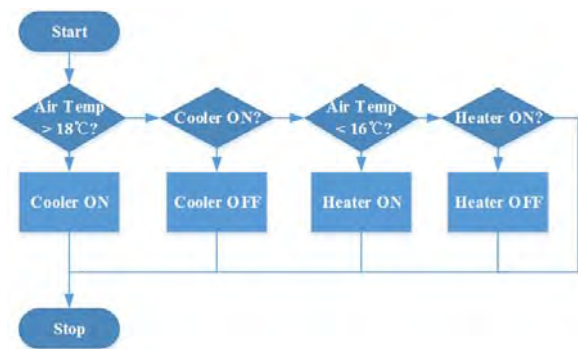 Start
Air Temp
> 18℃?
Cooler ON?
Air Temp
< 16℃?
Heater ON?
Cooler ON
Cooler OFF
Heater ON
Heater OFF
Stop